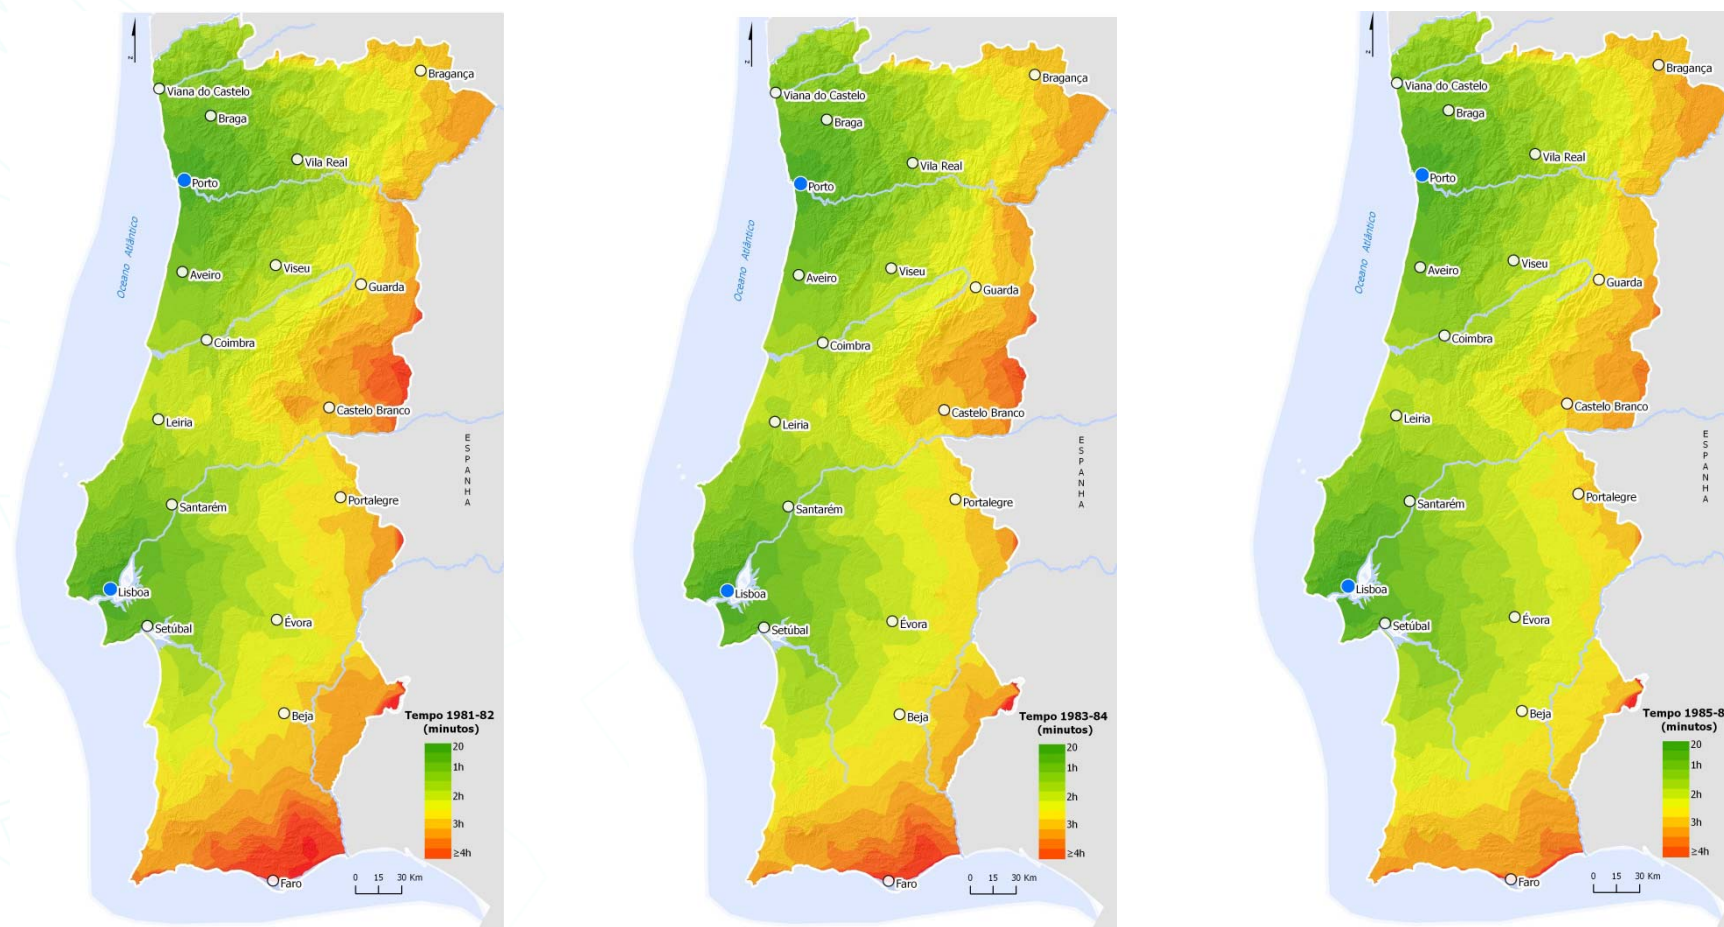 N
Bragança
Viana do Castelo
Braga
Vila Real
Porto
Oceano Atlântico
Aveiro
Viseu
Guarda
Coimbra
Castelo Branco
Leiria
ESPANHA
Portalegre
Santarém
Lisboa
Évora
Setúbal
Beja
Tempo 1981-82
(minutos)
20
1h
2h
3h
≥4h
Faro
0 15 30 Km
N
Bragança
Viana do Castelo
Braga
Vila Real
Porto
Oceano Atlântico
Aveiro
Viseu
Guarda
Coimbra
Castelo Branco
Leiria
ESPANHA
Portalegre
Santarém
Lisboa
Évora
Setúbal
Beja
Tempo 1983-84
(minutos)
20
1h
2h
3h
≥4h
Faro
0 15 30 Km
N
Bragança
Viana do Castelo
Braga
Vila Real
Porto
Oceano Atlântico
Aveiro
Viseu
Guarda
Coimbra
Castelo Branco
Leiria
ESPANHA
Portalegre
Santarém
Lisboa
Évora
Setúbal
Beja
Tempo 1985-8
(minutos)
20
1h
2h
3h
≥4h
Faro
0 15 30 Km